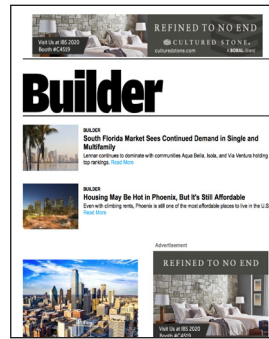 REFINED TO NO END
Visit Us at IBS 2020
Booth #C4519
CULTURED STONE®
culturedstone.com
A BORAL Brand
Builder
BUILDER
South Florida Market Sees Continued Demand in Single and
Multifamily
Lennar continues to dominate with communities Aqua Bella, Isola, and Via Ventura holding
top rankings. Read More
BUILDER
Housing May Be Hot in Phoenix, But It's Still Affordable
Even with climbing rents, Phoenix is still one of the most affordable places to live in the U.S
Read More
Advertisement
REFINED TO NO END
Visit Us at IBS 2020
Booth #C4519